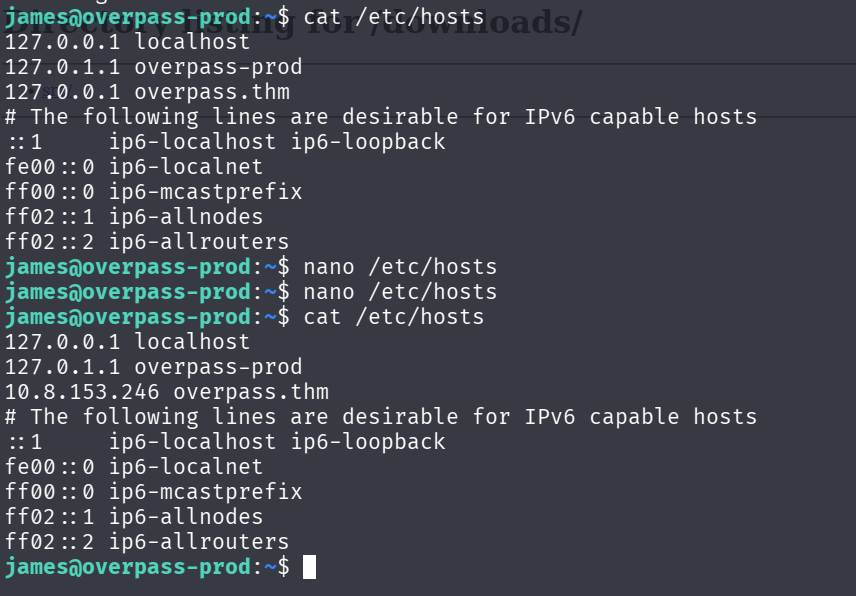 Directory listing for /downloads/
james@overpass-prod:~$ cat /etc/hosts
127.0.0.1 localhost
127.0.1.1 overpass-prod
127.0.0.1 overpass.thm
# The following lines are desirable for IPv6 capable hosts
::1     ip6-localhost ip6-loopback
fe00::0 ip6-localnet
ff00::0 ip6-mcastprefix
ff02::1 ip6-allnodes
ff02::2 ip6-allrouters
james@overpass-prod:~$ nano /etc/hosts
james@overpass-prod:~$ nano /etc/hosts
james@overpass-prod:~$ cat /etc/hosts
127.0.0.1 localhost
127.0.1.1 overpass-prod
10.8.153.246 overpass.thm
# The following lines are desirable for IPv6 capable hosts
::1     ip6-localhost ip6-loopback
fe00::0 ip6-localnet
ff00::0 ip6-mcastprefix
ff02::1 ip6-allnodes
ff02::2 ip6-allrouters
james@overpass-prod:~$